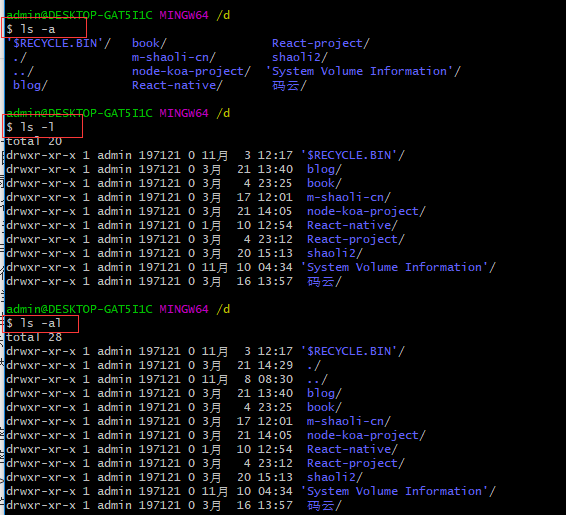 admin@DESKTOP-GAT5I1C MINGW64 /d
$ ls -a
'$RECYCLE.BIN'/ book/ React-project/
./ m-shaoli-cn/ shaoli2/
../ node-koa-project/ 'System Volume Information'/
blog/ React-native/ 码云/
admin@DESKTOP-GAT5I1C MINGW64 /d
$ ls -l
total 20
drwxr-xr-x 1 admin 197121 0 11月 3 12:17 '$RECYCLE.BIN'/
drwxr-xr-x 1 admin 197121 0 3月 21 13:40 blog/
drwxr-xr-x 1 admin 197121 0 3月 4 23:25 book/
drwxr-xr-x 1 admin 197121 0 3月 17 12:01 m-shaoli-cn/
drwxr-xr-x 1 admin 197121 0 3月 21 14:05 node-koa-project/
drwxr-xr-x 1 admin 197121 0 1月 10 12:54 React-native/
drwxr-xr-x 1 admin 197121 0 3月 4 23:12 React-project/
drwxr-xr-x 1 admin 197121 0 3月 20 15:13 shaoli2/
drwxr-xr-x 1 admin 197121 0 11月 10 04:34 'System Volume Information'/
drwxr-xr-x 1 admin 197121 0 3月 16 13:57 码云/
admin@DESKTOP-GAT5I1C MINGW64 /d
$ ls -al
total 28
drwxr-xr-x 1 admin 197121 0 11月 3 12:17 '$RECYCLE.BIN'/
drwxr-xr-x 1 admin 197121 0 3月 21 14:29 ./
drwxr-xr-x 1 admin 197121 0 11月 8 08:30 ../
drwxr-xr-x 1 admin 197121 0 3月 21 13:40 blog/
drwxr-xr-x 1 admin 197121 0 3月 4 23:25 book/
drwxr-xr-x 1 admin 197121 0 3月 17 12:01 m-shaoli-cn/
drwxr-xr-x 1 admin 197121 0 3月 21 14:05 node-koa-project/
drwxr-xr-x 1 admin 197121 0 1月 10 12:54 React-native/
drwxr-xr-x 1 admin 197121 0 3月 4 23:12 React-project/
drwxr-xr-x 1 admin 197121 0 3月 20 15:13 shaoli2/
drwxr-xr-x 1 admin 197121 0 11月 10 04:34 'System Volume Information'/
drwxr-xr-x 1 admin 197121 0 3月 16 13:57 码云/